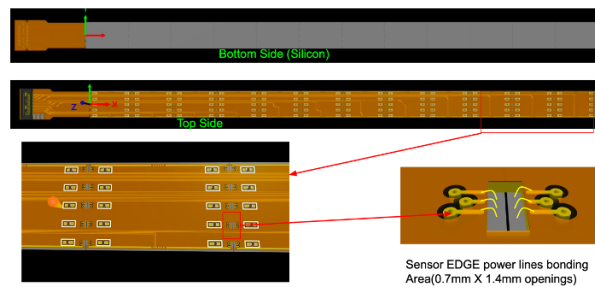 Bottom Side (Silicon)
Z
X
Top Side
Sensor EDGE power lines bonding
Area(0.7mm X 1.4mm openings)